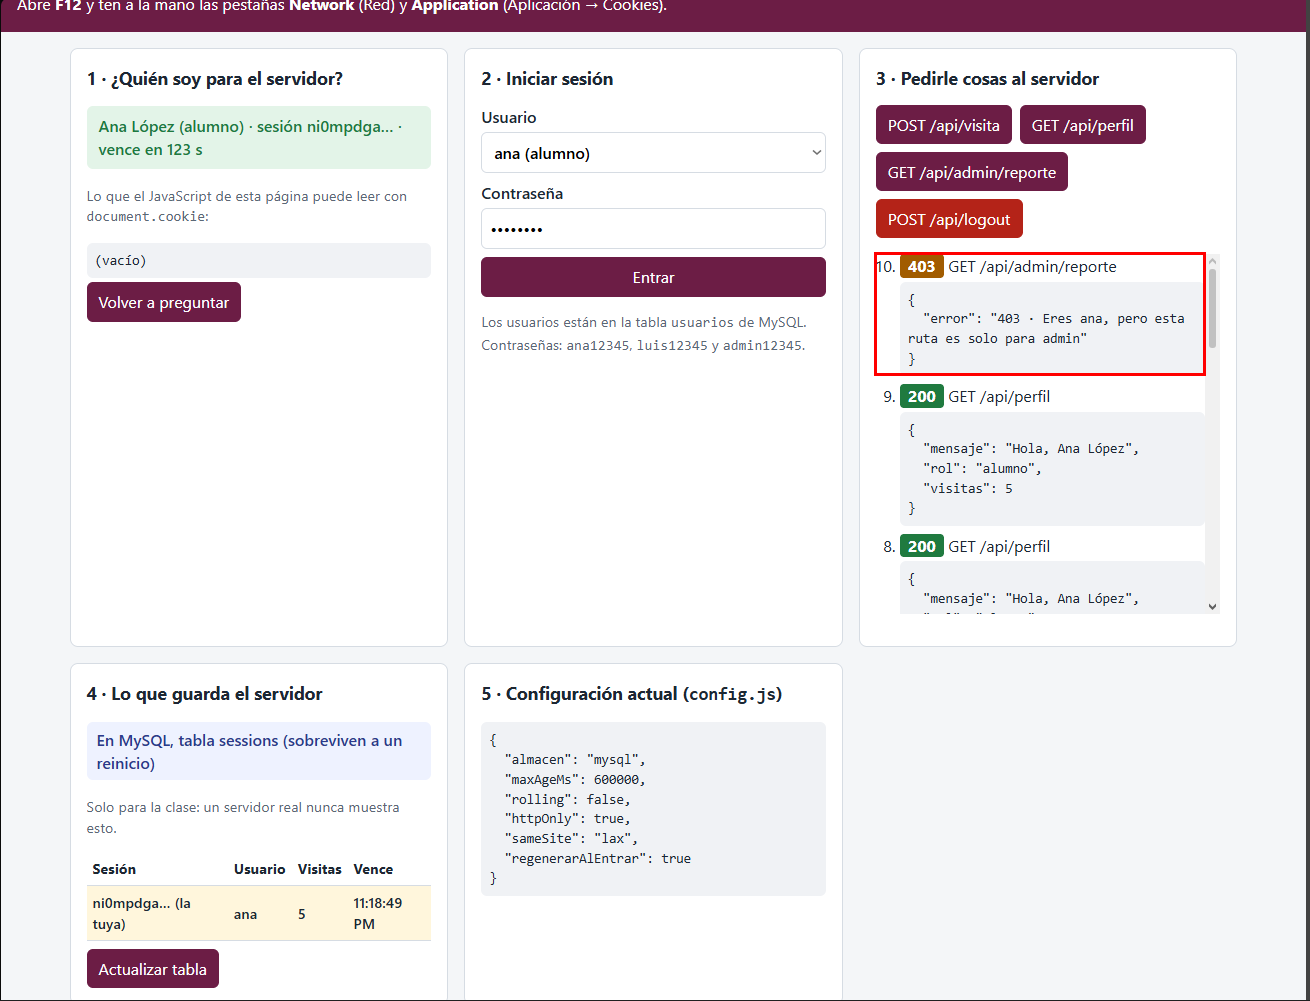 Abre F12 y ten a la mano las pestañas Network (Red) y Application (Aplicación → Cookies).
1 · ¿Quién soy para el servidor?
Ana López (alumno) · sesión ni0mpdga... ·
vence en 123 s
Lo que el JavaScript de esta página puede leer con
document.cookie:
(vacío)
Volver a preguntar
2 · Iniciar sesión
Usuario
ana (alumno)
Contraseña
••••••••
Entrar
Los usuarios están en la tabla usuarios de MySQL.
Contraseñas: ana12345, luis12345 y admin12345.
3 · Pedirle cosas al servidor
POST /api/visita
GET /api/perfil
GET /api/admin/reporte
POST /api/logout
10. 403 GET /api/admin/reporte
{
"error": "403 · Eres ana, pero esta
ruta es solo para admin"
}
9. 200 GET /api/perfil
{
"mensaje": "Hola, Ana López",
"rol": "alumno",
"visitas": 5
}
8. 200 GET /api/perfil
{
"mensaje": "Hola, Ana López",
4 · Lo que guarda el servidor
En MySQL, tabla sessions (sobreviven a un
reinicio)
Solo para la clase: un servidor real nunca muestra
esto.
Sesión Usuario Visitas Vence
ni0mpdga... (la
tuya)
ana
5
11:18:49
PM
Actualizar tabla
5 · Configuración actual (config.js)
{
"almacen": "mysql",
"maxAgeMs": 600000,
"rolling": false,
"httpOnly": true,
"sameSite": "lax",
"regenerarAlEntrar": true
}